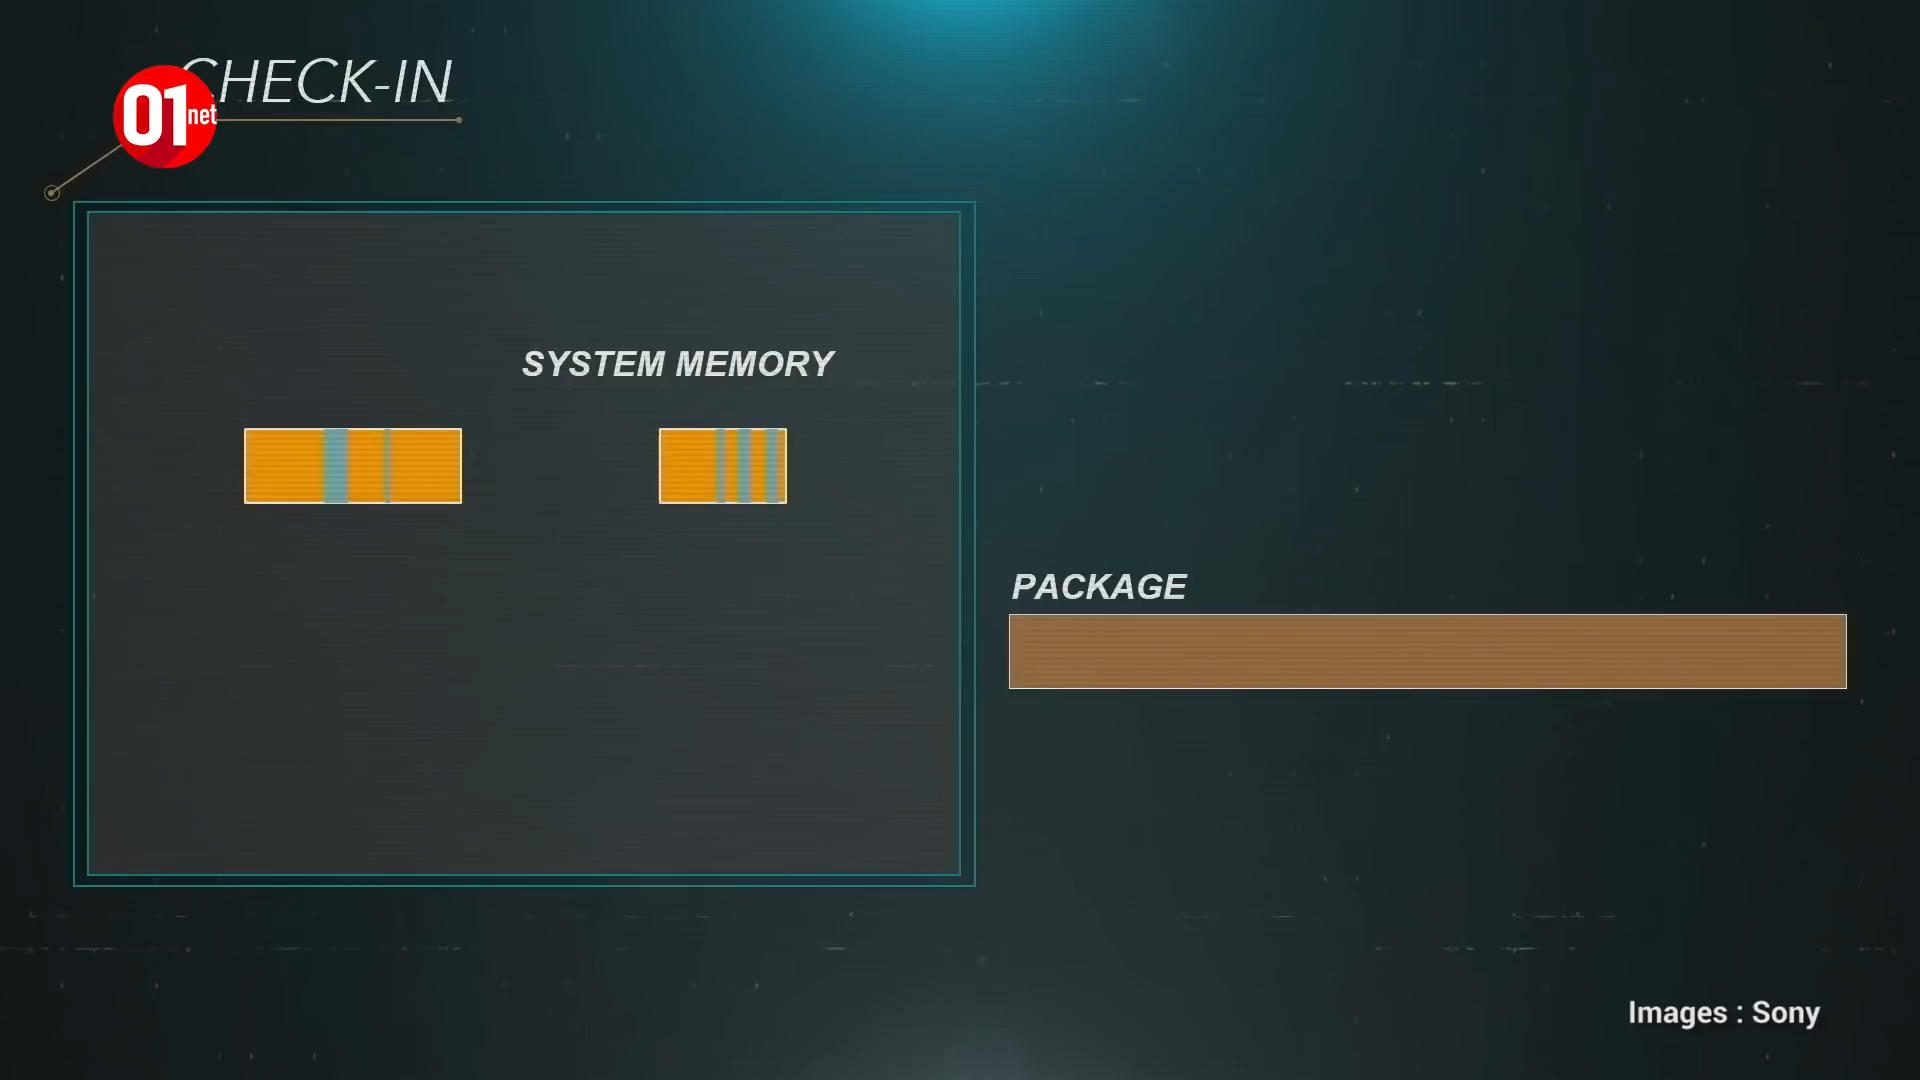 CHECK-IN
01net
SYSTEM MEMORY
PACKAGE
Images : Sony